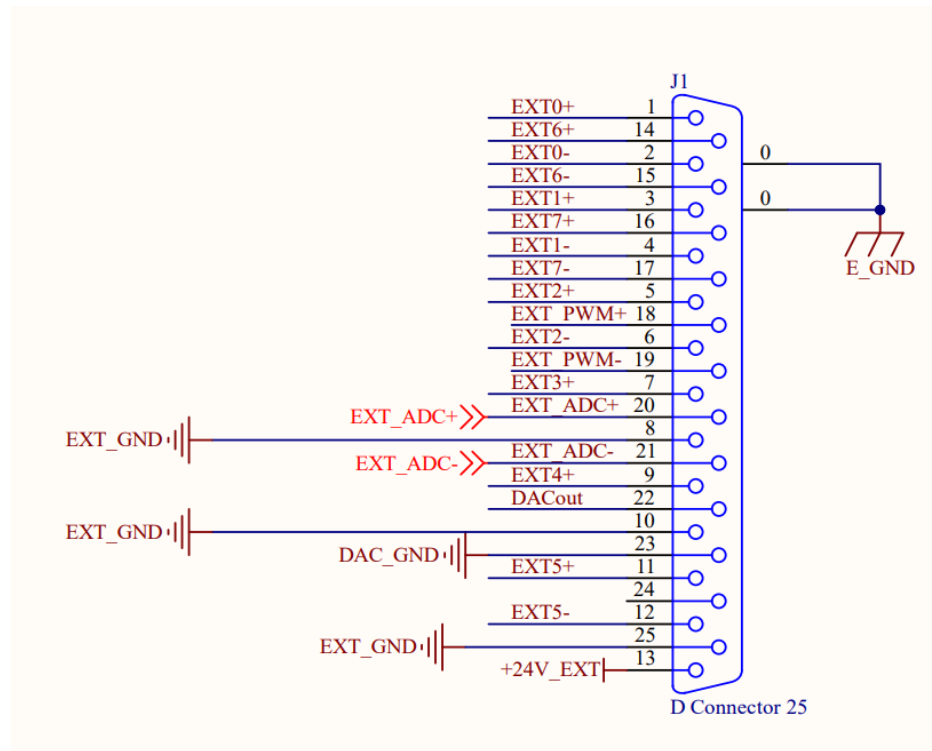 J1
EXT0+ 1
EXT6+ 14
EXT0- 2 0
EXT6- 15
EXT1+ 3 0
EXT7+ 16
EXT1- 4
E_GND
EXT7- 17
EXT2+ 5
EXT_PWM+ 18
EXT2- 6
EXT_PWM- 19
EXT3+ 7
EXT_ADC+ EXT_ADC+ 20
EXT_GND 8
EXT_ADC- EXT_ADC- 21
EXT4+ 9
DACout 22
EXT_GND 10
DAC_GND 23
EXT5+ 11
24
EXT5- 12
EXT_GND 25
+24V_EXT 13
D Connector 25